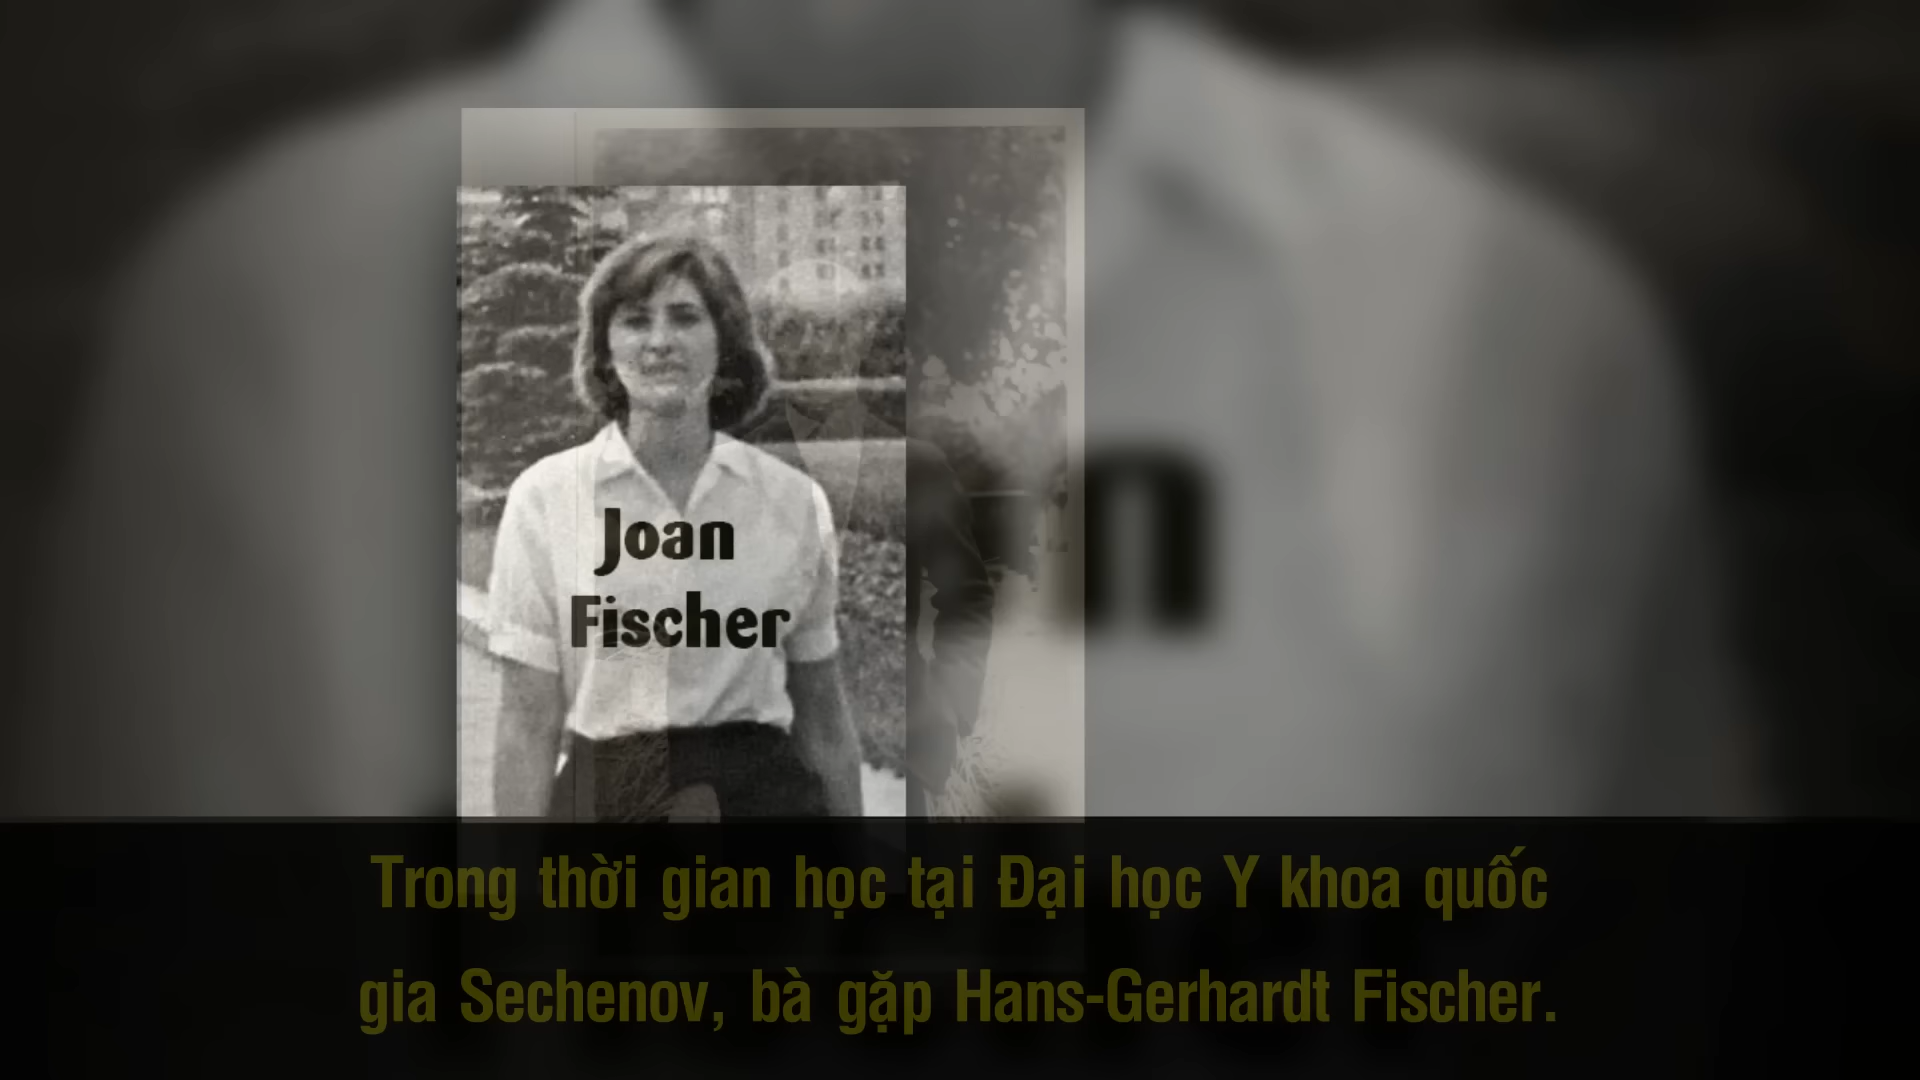 Joan
Fischer
n
Trong thời gian học tại Đại học Y khoa quốc
gia Sechenov, bà gặp Hans-Gerhardt Fischer.